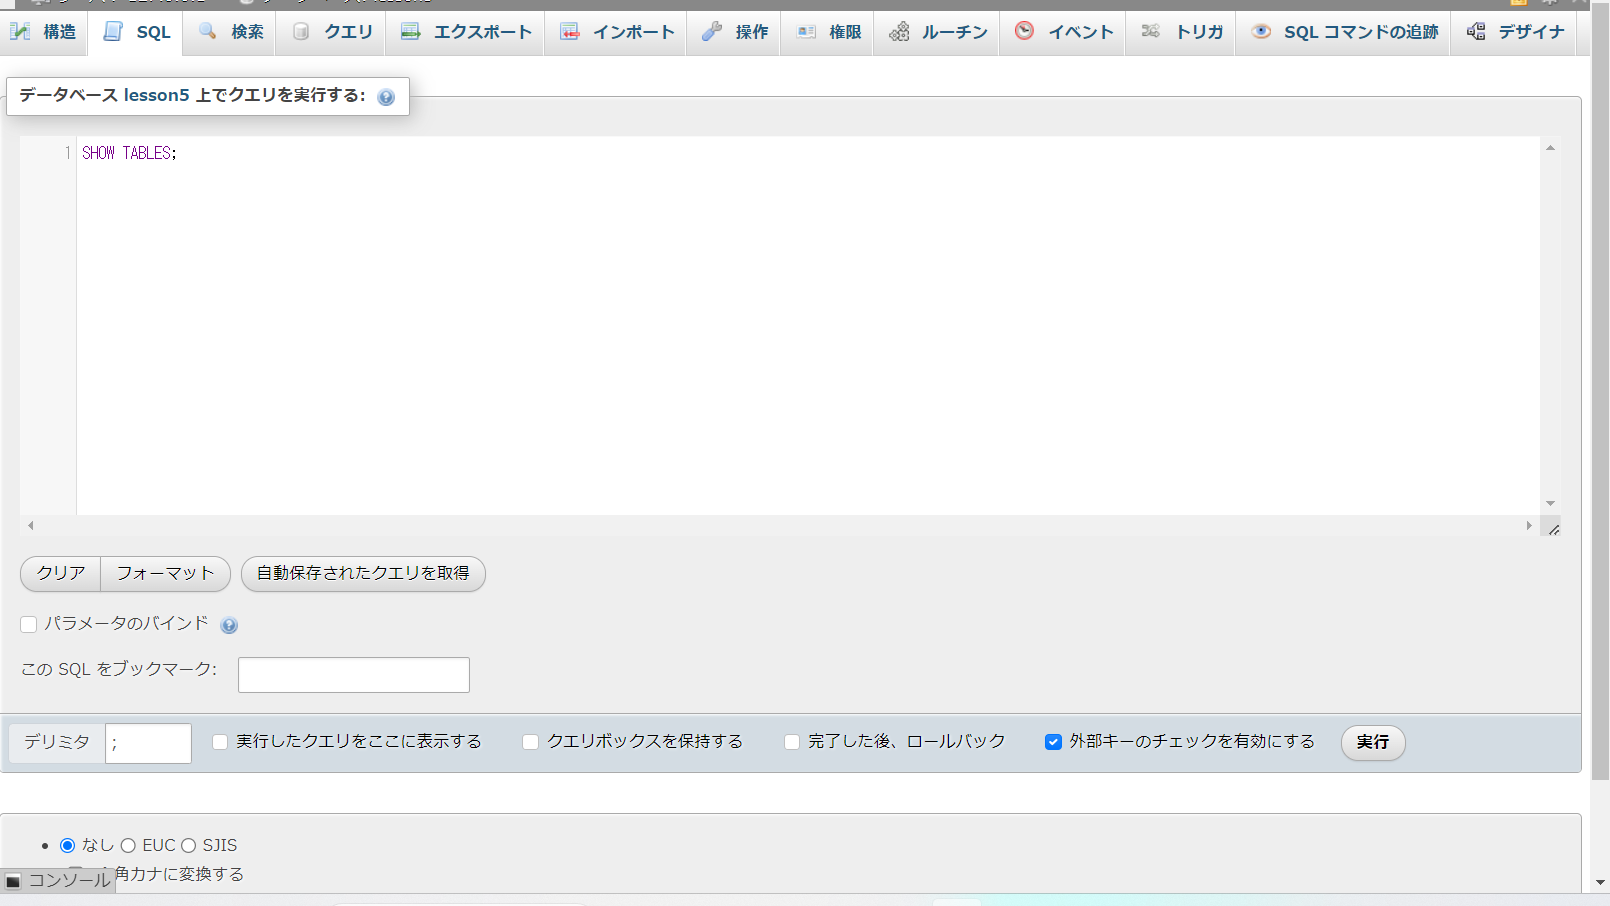 構造 SQL 検索 クエリ エクスポート インポート 操作 権限 ルーチン イベント トリガ SQL コマンドの追跡 デザイナ
データベース lesson5 上でクエリを実行する:
1 SHOW TABLES;
クリア フォーマット 自動保存されたクエリを取得
パラメータのバインド
この SQL をブックマーク:
デリミタ ; 実行したクエリをここに表示する クエリボックスを保持する 完了した後、ロールバック 外部キーのチェックを有効にする 実行
なし EUC SJIS
角カナに変換する
コンソール